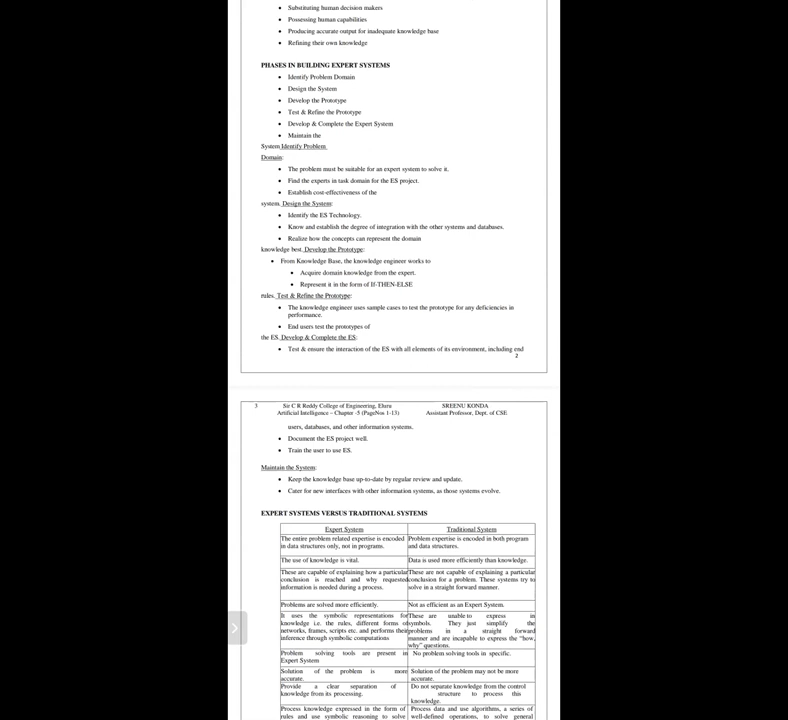 • Substituting human decision makers
• Possessing human capabilities
• Producing accurate output for inadequate knowledge base
• Refining their own knowledge
PHASES IN BUILDING EXPERT SYSTEMS
• Identify Problem Domain
• Design the System
• Develop the Prototype
• Test & Refine the Prototype
• Develop & Complete the Expert System
• Maintain the
System Identify Problem
Domain:
• The problem must be suitable for an expert system to solve it.
• Find the experts in task domain for the ES project.
• Establish cost-effectiveness of the
system. Design the System:
• Identify the ES Technology.
• Know and establish the degree of integration with the other systems and databases.
• Realize how the concepts can represent the domain
knowledge best. Develop the Prototype:
• From Knowledge Base, the knowledge engineer works to
• Acquire domain knowledge from the expert.
• Represent it in the form of If-THEN-ELSE
rules. Test & Refine the Prototype:
• The knowledge engineer uses sample cases to test the prototype for any deficiencies in
performance.
• End users test the prototypes of
the ES. Develop & Complete the ES:
• Test & ensure the interaction of the ES with all elements of its environment, including end
2
3 Sir C R Reddy College of Engineering, Eluru SREENU KONDA
Artificial Intelligence – Chapter -5 (PageNos 1-13) Assistant Professor, Dept. of CSE
users, databases, and other information systems.
• Document the ES project well.
• Train the user to use ES.
Maintain the System:
• Keep the knowledge base up-to-date by regular review and update.
• Cater for new interfaces with other information systems, as those systems evolve.
EXPERT SYSTEMS VERSUS TRADITIONAL SYSTEMS
Expert System
Traditional System
The entire problem related expertise is encoded
in data structures only, not in programs.
Problem expertise is encoded in both program
and data structures.
The use of knowledge is vital.
Data is used more efficiently than knowledge.
These are capable of explaining how a particular
conclusion is reached and why requested
information is needed during a process.
These are not capable of explaining a particular
conclusion for a problem. These systems try to
solve in a straight forward manner.
Problems are solved more efficiently.
Not as efficient as an Expert System.
It uses the symbolic representations for
knowledge i.e. the rules, different forms of
networks, frames, scripts etc. and performs their
inference through symbolic computations
These are unable to express in
symbols. They just simplify the
problems in a straight forward
manner and are incapable to express the "how,
why" questions.
Problem solving tools are present in
Expert System
No problem solving tools in specific.
Solution of the problem is more
accurate.
Solution of the problem may not be more
accurate.
Provide a clear separation of
knowledge from its processing.
Do not separate knowledge from the control
structure to process this
knowledge.
Process knowledge expressed in the form of
rules and use symbolic reasoning to solve
Process data and use algorithms, a series of
well-defined operations, to solve general